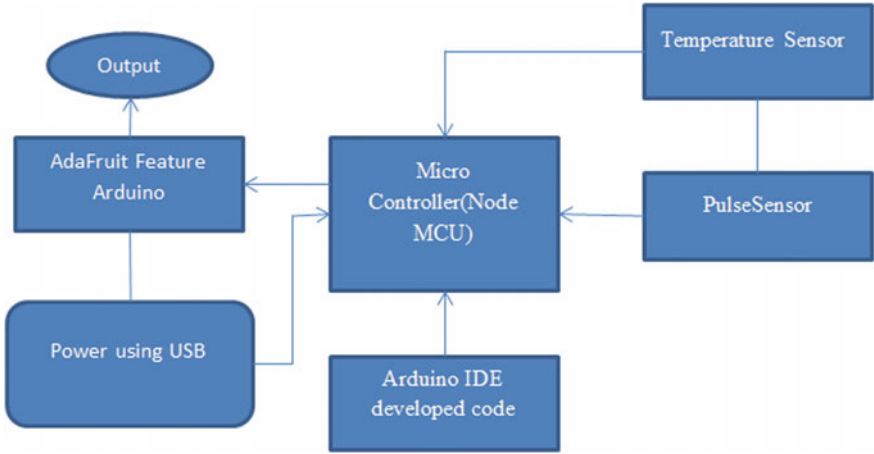 Temperature Sensor
Output
AdaFruit Feature
Arduino
Micro
Controller(Node
MCU)
PulseSensor
Power using USB
Arduino IDE
developed code